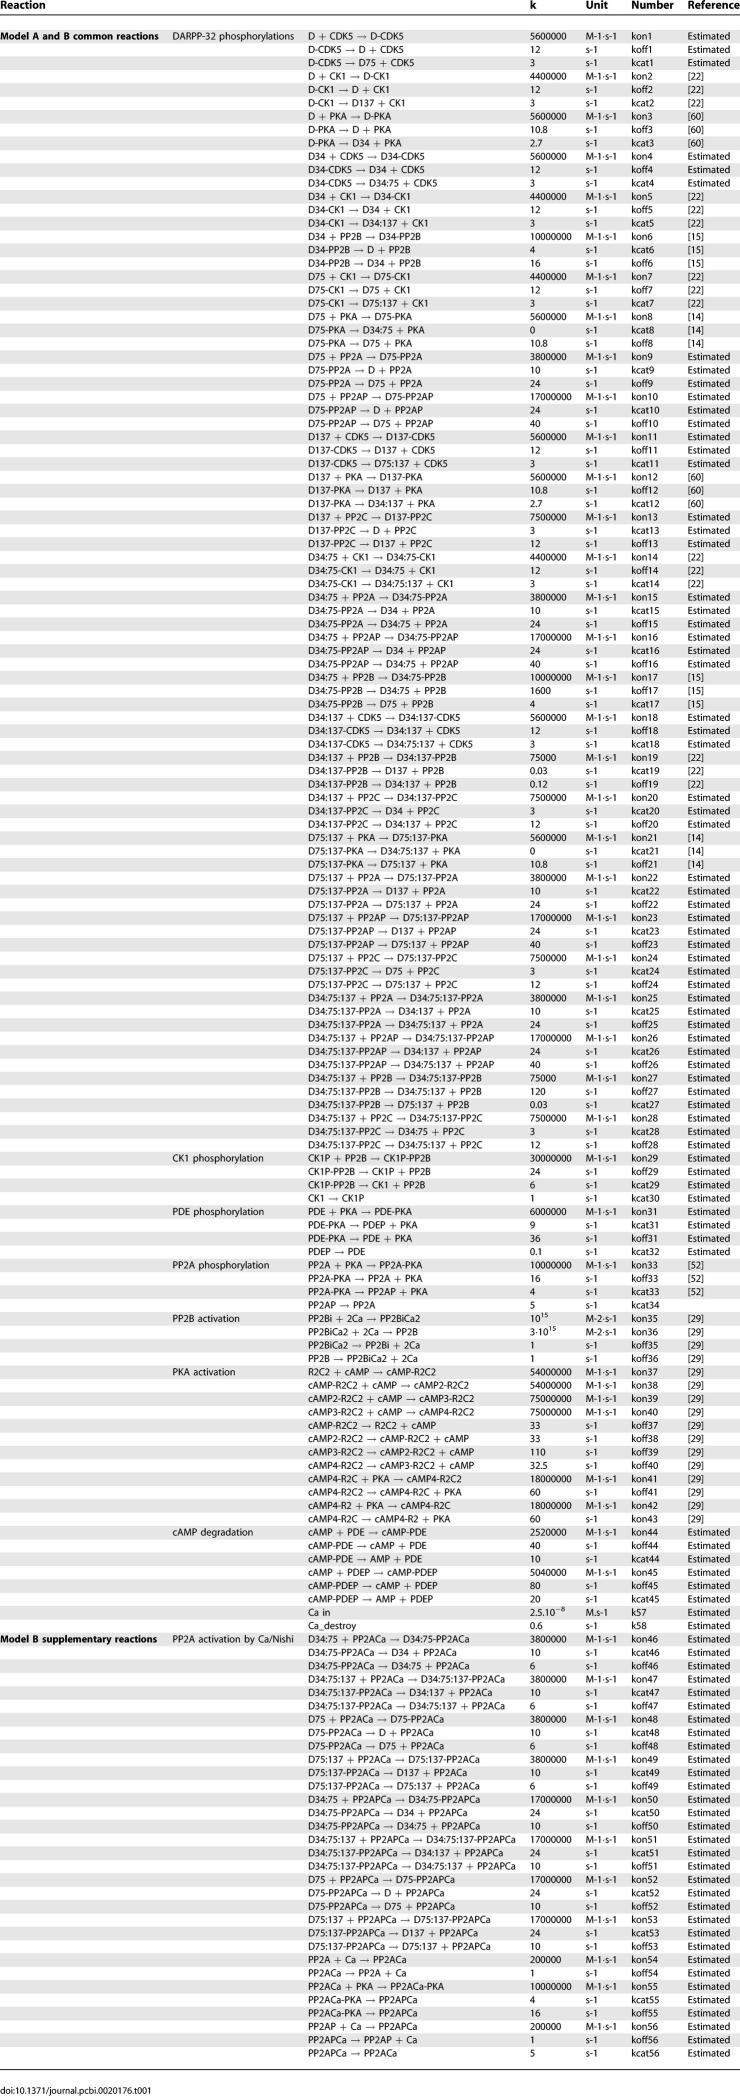 Reaction k Unit Number Reference
Model A and B common reactions DARPP-32 phosphorylations D + CDK5 → D-CDK5 5600000 M-1·s-1 kon1 Estimated
D-CDK5 → D + CDK5 12 s-1 koff1 Estimated
D-CDK5 → D75 + CDK5 3 s-1 kcat1 Estimated
D + CK1 → D-CK1 4400000 M-1·s-1 kon2 [22]
D-CK1 → D + CK1 12 s-1 koff2 [22]
D-CK1 → D137 + CK1 3 s-1 kcat2 [22]
D + PKA → D-PKA 5600000 M-1·s-1 kon3 [60]
D-PKA → D + PKA 10.8 s-1 koff3 [60]
D-PKA → D34 + PKA 2.7 s-1 kcat3 [60]
D34 + CDK5 → D34-CDK5 5600000 M-1·s-1 kon4 Estimated
D34-CDK5 → D34 + CDK5 12 s-1 koff4 Estimated
D34-CDK5 → D34:75 + CDK5 3 s-1 kcat4 Estimated
D34 + CK1 → D34-CK1 4400000 M-1·s-1 kon5 [22]
D34-CK1 → D34 + CK1 12 s-1 koff5 [22]
D34-CK1 → D34:137 + CK1 3 s-1 kcat5 [22]
D34 + PP2B → D34-PP2B 10000000 M-1·s-1 kon6 [15]
D34-PP2B → D + PP2B 4 s-1 kcat6 [15]
D34-PP2B → D34 + PP2B 16 s-1 koff6 [15]
D75 + CK1 → D75-CK1 4400000 M-1·s-1 kon7 [22]
D75-CK1 → D75 + CK1 12 s-1 koff7 [22]
D75-CK1 → D75:137 + CK1 3 s-1 kcat7 [22]
D75 + PKA → D75-PKA 5600000 M-1·s-1 kon8 [14]
D75-PKA → D34:75 + PKA 0 s-1 kcat8 [14]
D75-PKA → D75 + PKA 10.8 s-1 koff8 [14]
D75 + PP2A → D75-PP2A 3800000 M-1·s-1 kon9 Estimated
D75-PP2A → D + PP2A 10 s-1 kcat9 Estimated
D75-PP2A → D75 + PP2A 24 s-1 koff9 Estimated
D75 + PP2AP → D75-PP2AP 17000000 M-1·s-1 kon10 Estimated
D75-PP2AP → D + PP2AP 24 s-1 kcat10 Estimated
D75-PP2AP → D75 + PP2AP 40 s-1 koff10 Estimated
D137 + CDK5 → D137-CDK5 5600000 M-1·s-1 kon11 Estimated
D137-CDK5 → D137 + CDK5 12 s-1 koff11 Estimated
D137-CDK5 → D75:137 + CDK5 3 s-1 kcat11 Estimated
D137 + PKA → D137-PKA 5600000 M-1·s-1 kon12 [60]
D137-PKA → D137 + PKA 10.8 s-1 koff12 [60]
D137-PKA → D34:137 + PKA 2.7 s-1 kcat12 [60]
D137 + PP2C → D137-PP2C 7500000 M-1·s-1 kon13 Estimated
D137-PP2C → D + PP2C 3 s-1 kcat13 Estimated
D137-PP2C → D137 + PP2C 12 s-1 koff13 Estimated
D34:75 + CK1 → D34:75-CK1 4400000 M-1·s-1 kon14 [22]
D34:75-CK1 → D34:75 + CK1 12 s-1 koff14 [22]
D34:75-CK1 → D34:75:137 + CK1 3 s-1 kcat14 [22]
D34:75 + PP2A → D34:75-PP2A 3800000 M-1·s-1 kon15 Estimated
D34:75-PP2A → D34 + PP2A 10 s-1 kcat15 Estimated
D34:75-PP2A → D34:75 + PP2A 24 s-1 koff15 Estimated
D34:75 + PP2AP → D34:75-PP2AP 17000000 M-1·s-1 kon16 Estimated
D34:75-PP2AP → D34 + PP2AP 24 s-1 kcat16 Estimated
D34:75-PP2AP → D34:75 + PP2AP 40 s-1 koff16 Estimated
D34:75 + PP2B → D34:75-PP2B 10000000 M-1·s-1 kon17 [15]
D34:75-PP2B → D34:75 + PP2B 1600 s-1 koff17 [15]
D34:75-PP2B → D75 + PP2B 4 s-1 kcat17 [15]
D34:137 + CDK5 → D34:137-CDK5 5600000 M-1·s-1 kon18 Estimated
D34:137-CDK5 → D34:137 + CDK5 12 s-1 koff18 Estimated
D34:137-CDK5 → D34:75:137 + CDK5 3 s-1 kcat18 Estimated
D34:137 + PP2B → D34:137-PP2B 75000 M-1·s-1 kon19 [22]
D34:137-PP2B → D137 + PP2B 0.03 s-1 kcat19 [22]
D34:137-PP2B → D34:137 + PP2B 0.12 s-1 koff19 [22]
D34:137 + PP2C → D34:137-PP2C 7500000 M-1·s-1 kon20 Estimated
D34:137-PP2C → D34 + PP2C 3 s-1 kcat20 Estimated
D34:137-PP2C → D34:137 + PP2C 12 s-1 koff20 Estimated
D75:137 + PKA → D75:137-PKA 5600000 M-1·s-1 kon21 [14]
D75:137-PKA → D34:75:137 + PKA 0 s-1 kcat21 [14]
D75:137-PKA → D75:137 + PKA 10.8 s-1 koff21 [14]
D75:137 + PP2A → D75:137-PP2A 3800000 M-1·s-1 kon22 Estimated
D75:137-PP2A → D137 + PP2A 10 s-1 kcat22 Estimated
D75:137-PP2A → D75:137 + PP2A 24 s-1 koff22 Estimated
D75:137 + PP2AP → D75:137-PP2AP 17000000 M-1·s-1 kon23 Estimated
D75:137-PP2AP → D137 + PP2AP 24 s-1 kcat23 Estimated
D75:137-PP2AP → D75:137 + PP2AP 40 s-1 koff23 Estimated
D75:137 + PP2C → D75:137-PP2C 7500000 M-1·s-1 kon24 Estimated
D75:137-PP2C → D75 + PP2C 3 s-1 kcat24 Estimated
D75:137-PP2C → D75:137 + PP2C 12 s-1 koff24 Estimated
D34:75:137 + PP2A → D34:75:137-PP2A 3800000 M-1·s-1 kon25 Estimated
D34:75:137-PP2A → D34:137 + PP2A 10 s-1 kcat25 Estimated
D34:75:137-PP2A → D34:75:137 + PP2A 24 s-1 koff25 Estimated
D34:75:137 + PP2AP → D34:75:137-PP2AP 17000000 M-1·s-1 kon26 Estimated
D34:75:137-PP2AP → D34:137 + PP2AP 24 s-1 kcat26 Estimated
D34:75:137-PP2AP → D34:75:137 + PP2AP 40 s-1 koff26 Estimated
D34:75:137 + PP2B → D34:75:137-PP2B 75000 M-1·s-1 kon27 Estimated
D34:75:137-PP2B → D34:75:137 + PP2B 120 s-1 koff27 Estimated
D34:75:137-PP2B → D75:137 + PP2B 0.03 s-1 kcat27 Estimated
D34:75:137 + PP2C → D34:75:137-PP2C 7500000 M-1·s-1 kon28 Estimated
D34:75:137-PP2C → D34:75 + PP2C 3 s-1 kcat28 Estimated
D34:75:137-PP2C → D34:75:137 + PP2C 12 s-1 koff28 Estimated
CK1 phosphorylation CK1P + PP2B → CK1P-PP2B 30000000 M-1·s-1 kon29 Estimated
CK1P-PP2B → CK1P + PP2B 24 s-1 koff29 Estimated
CK1P-PP2B → CK1 + PP2B 6 s-1 kcat29 Estimated
CK1 → CK1P 1 s-1 kcat30 Estimated
PDE phosphorylation PDE + PKA → PDE-PKA 6000000 M-1·s-1 kon31 Estimated
PDE-PKA → PDEP + PKA 9 s-1 kcat31 Estimated
PDE-PKA → PDE + PKA 36 s-1 koff31 Estimated
PDEP → PDE 0.1 s-1 kcat32 Estimated
PP2A phosphorylation PP2A + PKA → PP2A-PKA 10000000 M-1·s-1 kon33 [52]
PP2A-PKA → PP2A + PKA 16 s-1 koff33 [52]
PP2A-PKA → PP2AP + PKA 4 s-1 kcat33 [52]
PP2AP → PP2A 5 s-1 kcat34
PP2B activation PP2Bi + 2Ca → PP2BiCa2 10^15 M-2·s-1 kon35 [29]
PP2BiCa2 + 2Ca → PP2B 3·10^15 M-2·s-1 kon36 [29]
PP2BiCa2 → PP2Bi + 2Ca 1 s-1 koff35 [29]
PP2B → PP2BiCa2 + 2Ca 1 s-1 koff36 [29]
PKA activation R2C2 + cAMP → cAMP-R2C2 54000000 M-1·s-1 kon37 [29]
cAMP-R2C2 + cAMP → cAMP2-R2C2 54000000 M-1·s-1 kon38 [29]
cAMP2-R2C2 + cAMP → cAMP3-R2C2 75000000 M-1·s-1 kon39 [29]
cAMP3-R2C2 + cAMP → cAMP4-R2C2 75000000 M-1·s-1 kon40 [29]
cAMP-R2C2 → R2C2 + cAMP 33 s-1 koff37 [29]
cAMP2-R2C2 → cAMP-R2C2 + cAMP 33 s-1 koff38 [29]
cAMP3-R2C2 → cAMP2-R2C2 + cAMP 110 s-1 koff39 [29]
cAMP4-R2C2 → cAMP3-R2C2 + cAMP 32.5 s-1 koff40 [29]
cAMP4-R2C + PKA → cAMP4-R2C2 18000000 M-1·s-1 kon41 [29]
cAMP4-R2C2 → cAMP4-R2C + PKA 60 s-1 koff41 [29]
cAMP4-R2 + PKA → cAMP4-R2C 18000000 M-1·s-1 kon42 [29]
cAMP4-R2C → cAMP4-R2 + PKA 60 s-1 kon43 [29]
cAMP degradation cAMP + PDE → cAMP-PDE 2520000 M-1·s-1 kon44 Estimated
cAMP-PDE → cAMP + PDE 40 s-1 koff44 Estimated
cAMP-PDE → AMP + PDE 10 s-1 kcat44 Estimated
cAMP + PDEP → cAMP-PDEP 5040000 M-1·s-1 kon45 Estimated
cAMP-PDEP → cAMP + PDEP 80 s-1 koff45 Estimated
cAMP-PDEP → AMP + PDEP 20 s-1 kcat45 Estimated
Ca in 2.5.10^−8 M.s-1 k57 Estimated
Ca_destroy 0.6 s-1 k58 Estimated
Model B supplementary reactions PP2A activation by Ca/Nishi D34:75 + PP2ACa → D34:75-PP2ACa 3800000 M-1·s-1 kon46 Estimated
D34:75-PP2ACa → D34 + PP2ACa 10 s-1 kcat46 Estimated
D34:75-PP2ACa → D34:75 + PP2ACa 6 s-1 koff46 Estimated
D34:75:137 + PP2ACa → D34:75:137-PP2ACa 3800000 M-1·s-1 kon47 Estimated
D34:75:137-PP2ACa → D34:137 + PP2ACa 10 s-1 kcat47 Estimated
D34:75:137-PP2ACa → D34:75:137 + PP2ACa 6 s-1 koff47 Estimated
D75 + PP2ACa → D75-PP2ACa 3800000 M-1·s-1 kon48 Estimated
D75-PP2ACa → D + PP2ACa 10 s-1 kcat48 Estimated
D75-PP2ACa → D75 + PP2ACa 6 s-1 koff48 Estimated
D75:137 + PP2ACa → D75:137-PP2ACa 3800000 M-1·s-1 kon49 Estimated
D75:137-PP2ACa → D137 + PP2ACa 10 s-1 kcat49 Estimated
D75:137-PP2ACa → D75:137 + PP2ACa 6 s-1 koff49 Estimated
D34:75 + PP2APCa → D34:75-PP2APCa 17000000 M-1·s-1 kon50 Estimated
D34:75-PP2APCa → D34 + PP2APCa 24 s-1 kcat50 Estimated
D34:75-PP2APCa → D34:75 + PP2APCa 10 s-1 koff50 Estimated
D34:75:137 + PP2APCa → D34:75:137-PP2APCa 17000000 M-1·s-1 kon51 Estimated
D34:75:137-PP2APCa → D34:137 + PP2APCa 24 s-1 kcat51 Estimated
D34:75:137-PP2APCa → D34:75:137 + PP2APCa 10 s-1 koff51 Estimated
D75 + PP2APCa → D75-PP2APCa 17000000 M-1·s-1 kon52 Estimated
D75-PP2APCa → D + PP2APCa 24 s-1 kcat52 Estimated
D75-PP2APCa → D75 + PP2APCa 10 s-1 koff52 Estimated
D75:137 + PP2APCa → D75:137-PP2APCa 17000000 M-1·s-1 kon53 Estimated
D75:137-PP2APCa → D137 + PP2APCa 24 s-1 kcat53 Estimated
D75:137-PP2APCa → D75:137 + PP2APCa 10 s-1 koff53 Estimated
PP2A + Ca → PP2ACa 200000 M-1·s-1 kon54 Estimated
PP2ACa → PP2A + Ca 1 s-1 koff54 Estimated
PP2ACa + PKA → PP2ACa-PKA 10000000 M-1·s-1 kon55 Estimated
PP2ACa-PKA → PP2APCa 4 s-1 kcat55 Estimated
PP2ACa-PKA → PP2APCa 16 s-1 koff55 Estimated
PP2AP + Ca → PP2APCa 200000 M-1·s-1 kon56 Estimated
PP2APCa → PP2AP + Ca 1 s-1 koff56 Estimated
PP2APCa → PP2ACa 5 s-1 kcat56 Estimated
doi:10.1371/journal.pcbi.0020176.t001